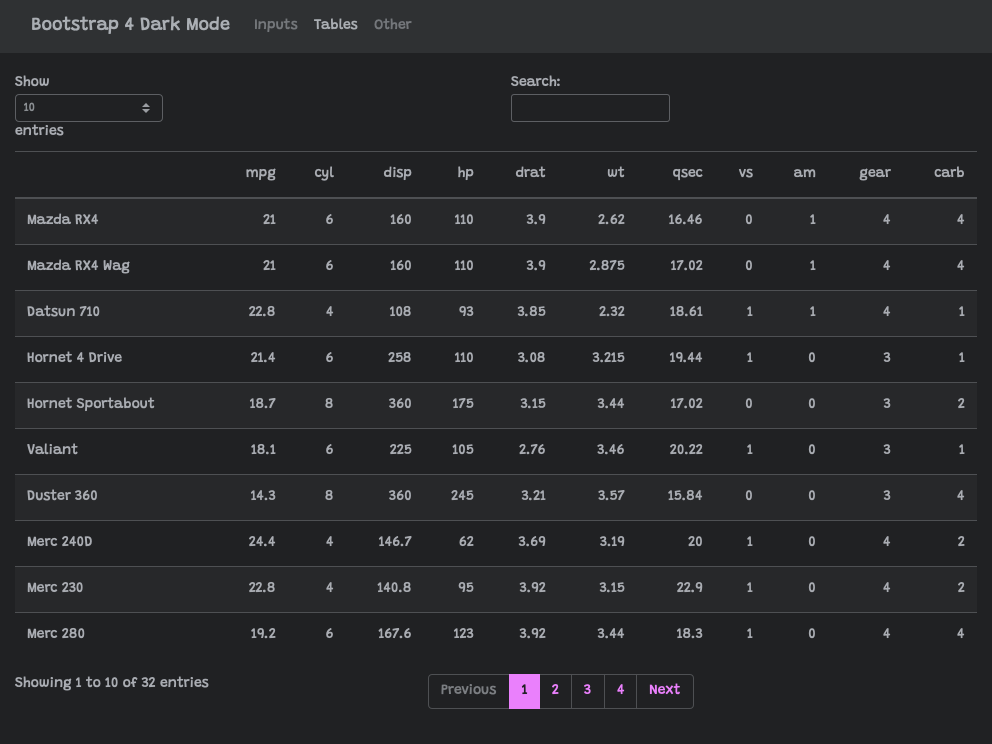 Bootstrap 4 Dark Mode Inputs Tables Other
Show Search:
10
entries
mpg cyl disp hp drat wt qsec vs am gear carb
Mazda RX4 21 6 160 110 3.9 2.62 16.46 0 1 4 4
Mazda RX4 Wag 21 6 160 110 3.9 2.875 17.02 0 1 4 4
Datsun 710 22.8 4 108 93 3.85 2.32 18.61 1 1 4 1
Hornet 4 Drive 21.4 6 258 110 3.08 3.215 19.44 1 0 3 1
Hornet Sportabout 18.7 8 360 175 3.15 3.44 17.02 0 0 3 2
Valiant 18.1 6 225 105 2.76 3.46 20.22 1 0 3 1
Duster 360 14.3 8 360 245 3.21 3.57 15.84 0 0 3 4
Merc 240D 24.4 4 146.7 62 3.69 3.19 20 1 0 4 2
Merc 230 22.8 4 140.8 95 3.92 3.15 22.9 1 0 4 2
Merc 280 19.2 6 167.6 123 3.92 3.44 18.3 1 0 4 4
Showing 1 to 10 of 32 entries Previous 1 2 3 4 Next